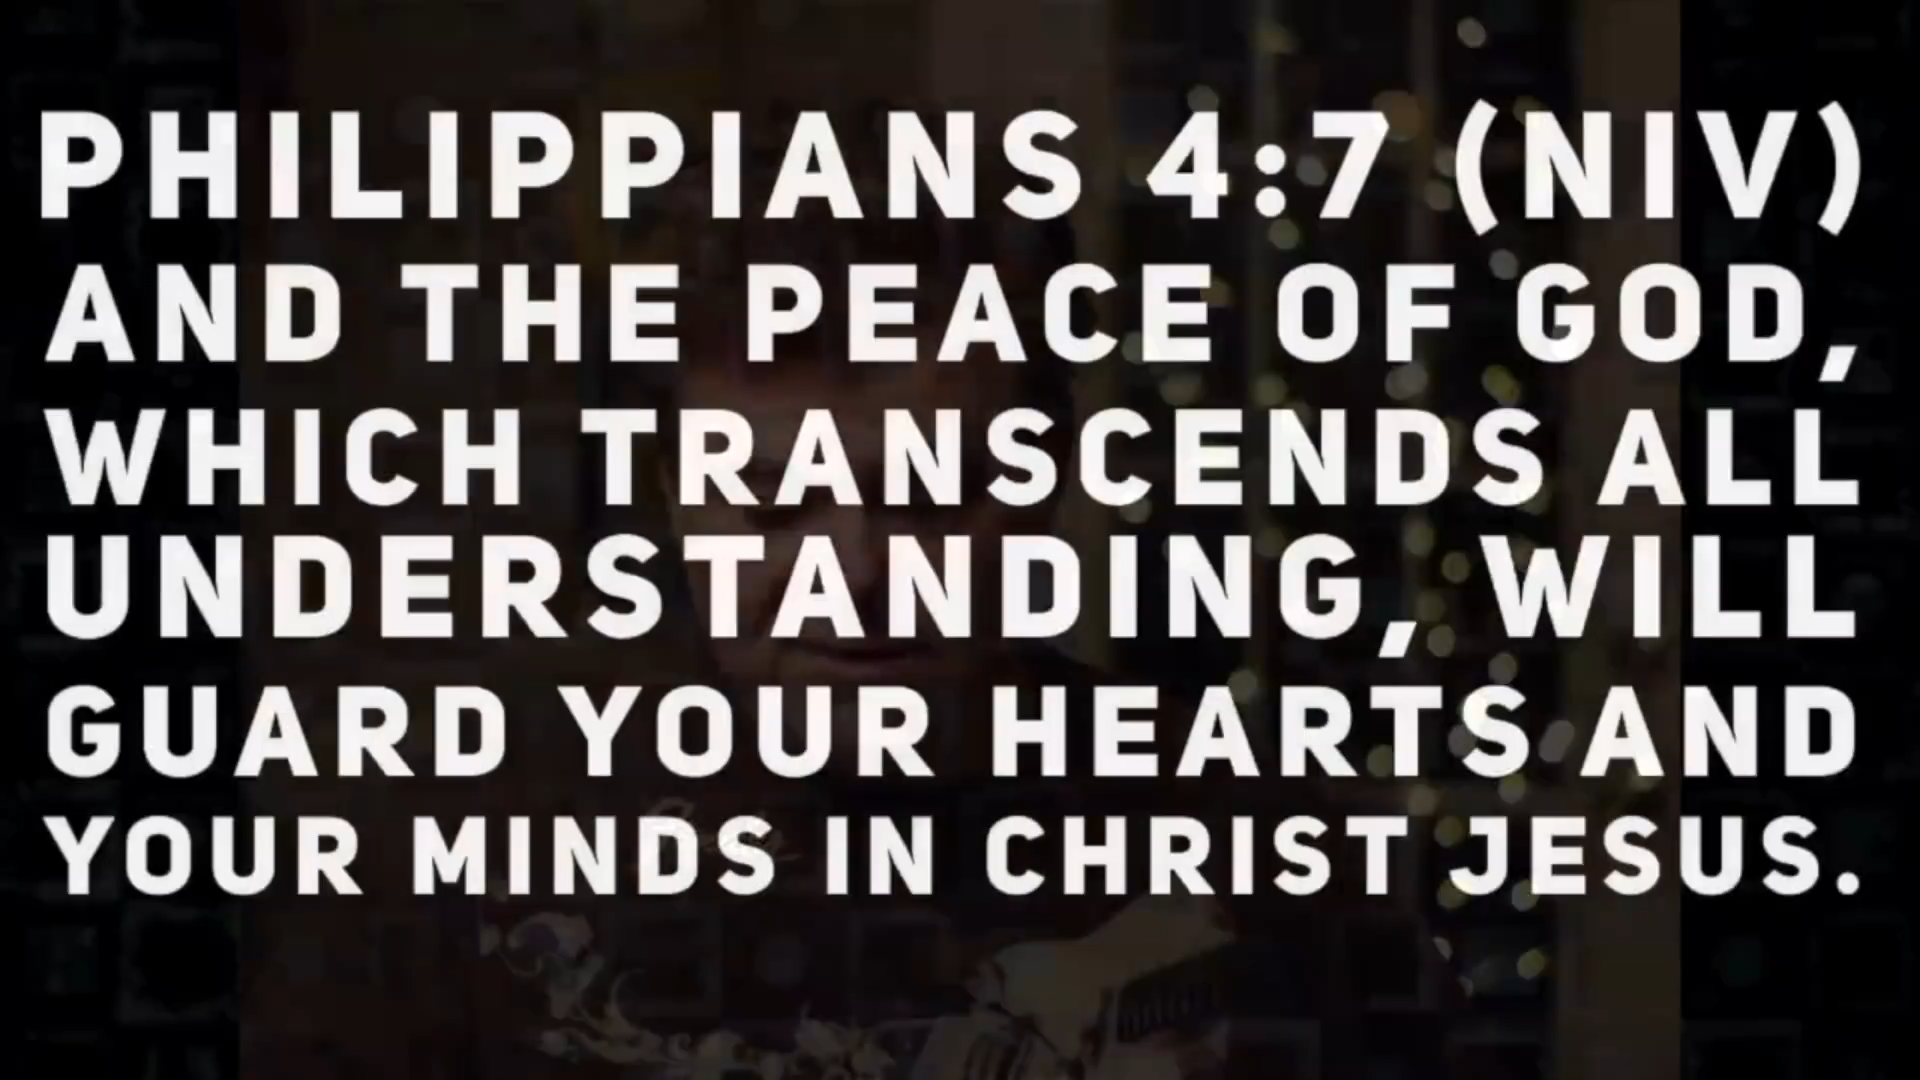 PHILIPPIANS 4:7 (NIV)
AND THE PEACE OF GOD,
WHICH TRANSCENDS ALL
UNDERSTANDING, WILL
GUARD YOUR HEARTS AND
YOUR MINDS IN CHRIST JESUS.